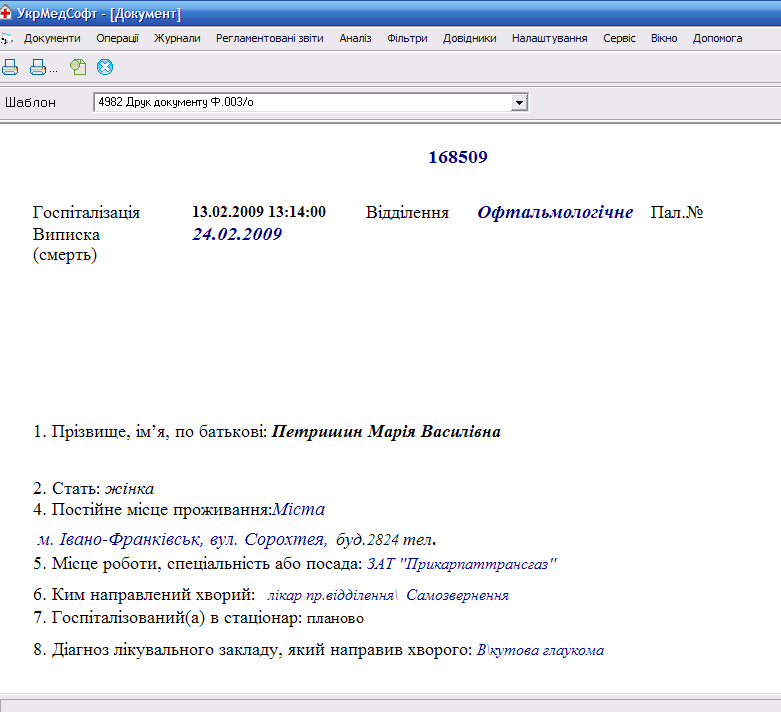 УкрМедСофт - [Документ]
Документи Операції Журнали Регламентовані звіти Аналіз Фільтри Довідники Налаштування Сервіс Вікно Допомога
...
Шаблон 4982 Друк документу Ф.003/о
168509
Госпіталізація 13.02.2009 13:14:00 Відділення Офтальмологічне Пал.№
Виписка 24.02.2009
(смерть)
1. Прізвище, ім’я, по батькові: Петришин Марія Василівна
2. Стать: жінка
4. Постійне місце проживання:Міста
м. Івано-Франківськ, вул. Сорохтея, буд.2824 тел.
5. Місце роботи, спеціальність або посада: ЗАТ "Прикарпаттрансгаз"
6. Ким направлений хворий: лікар пр.відділення\ Самозвернення
7. Госпіталізований(а) в стаціонар: планово
8. Діагноз лікувального закладу, який направив хворого: В\кутова глаукома